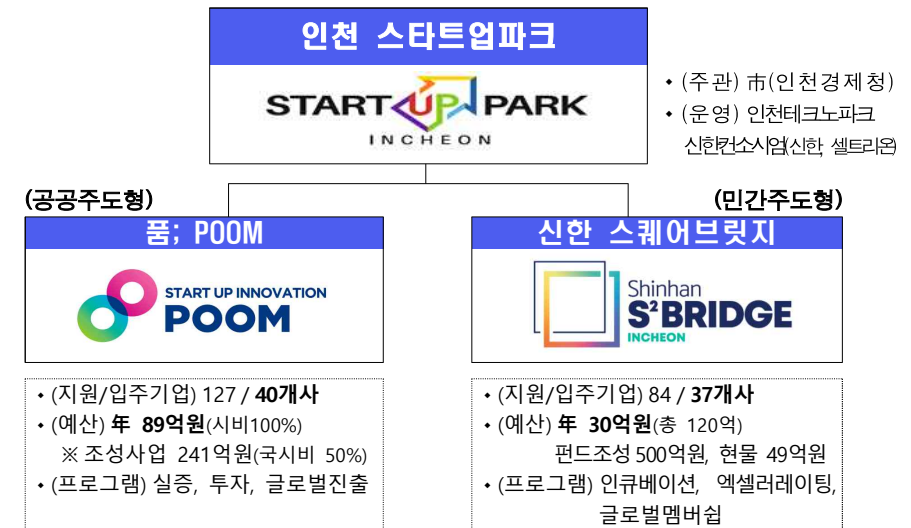 인천 스타트업파크
START UP PARK
INCHEON
• (주관) 市(인천경제청)
• (운영) 인천테크노파크
신한컨소시엄(신한, 셀트리온)
(공공주도형)
(민간주도형)
품; POOM
신한 스퀘어브릿지
START UP INNOVATION
POOM
Shinhan
S²BRIDGE
INCHEON
• (지원/입주기업) 127 / 40개사
• (예산) 年 89억원(시비100%)
※ 조성사업 241억원(국시비 50%)
• (프로그램) 실증, 투자, 글로벌진출
• (지원/입주기업) 84 / 37개사
• (예산) 年 30억원(총 120억)
펀드조성 500억원, 현물 49억원
• (프로그램) 인큐베이션, 엑셀러레이팅,
글로벌멤버쉽